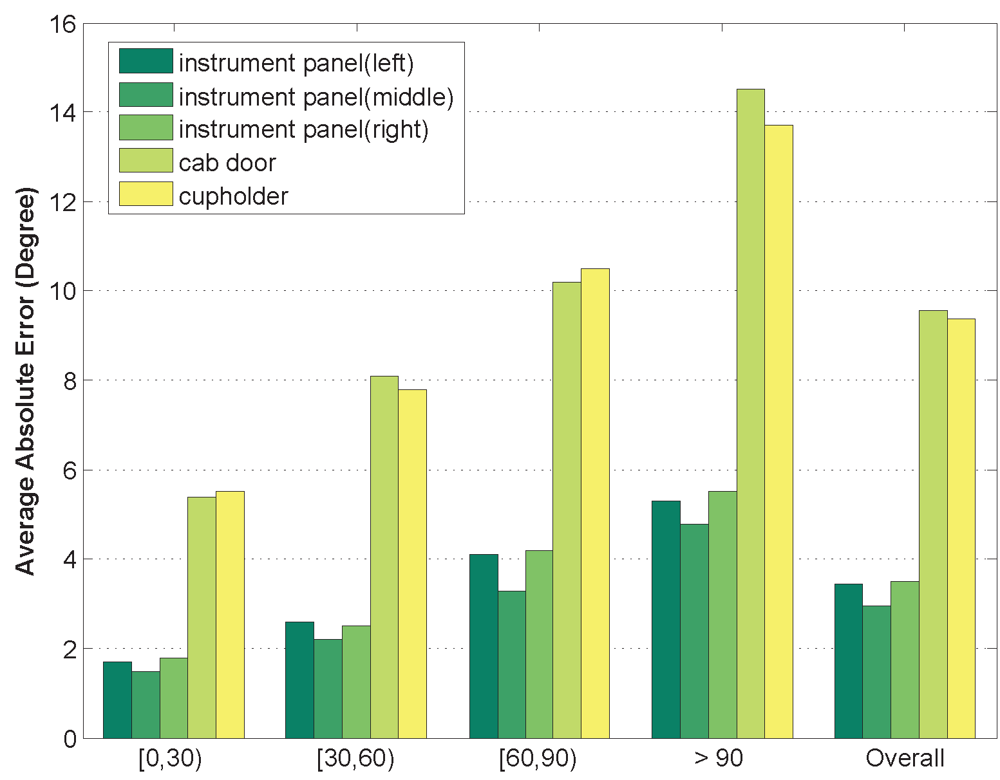 16
14
12
10
8
6
4
2
0
Average Absolute Error (Degree)
instrument panel(left)
instrument panel(middle)
instrument panel(right)
cab door
cupholder
[0,30)
[30,60)
[60,90)
> 90
Overall